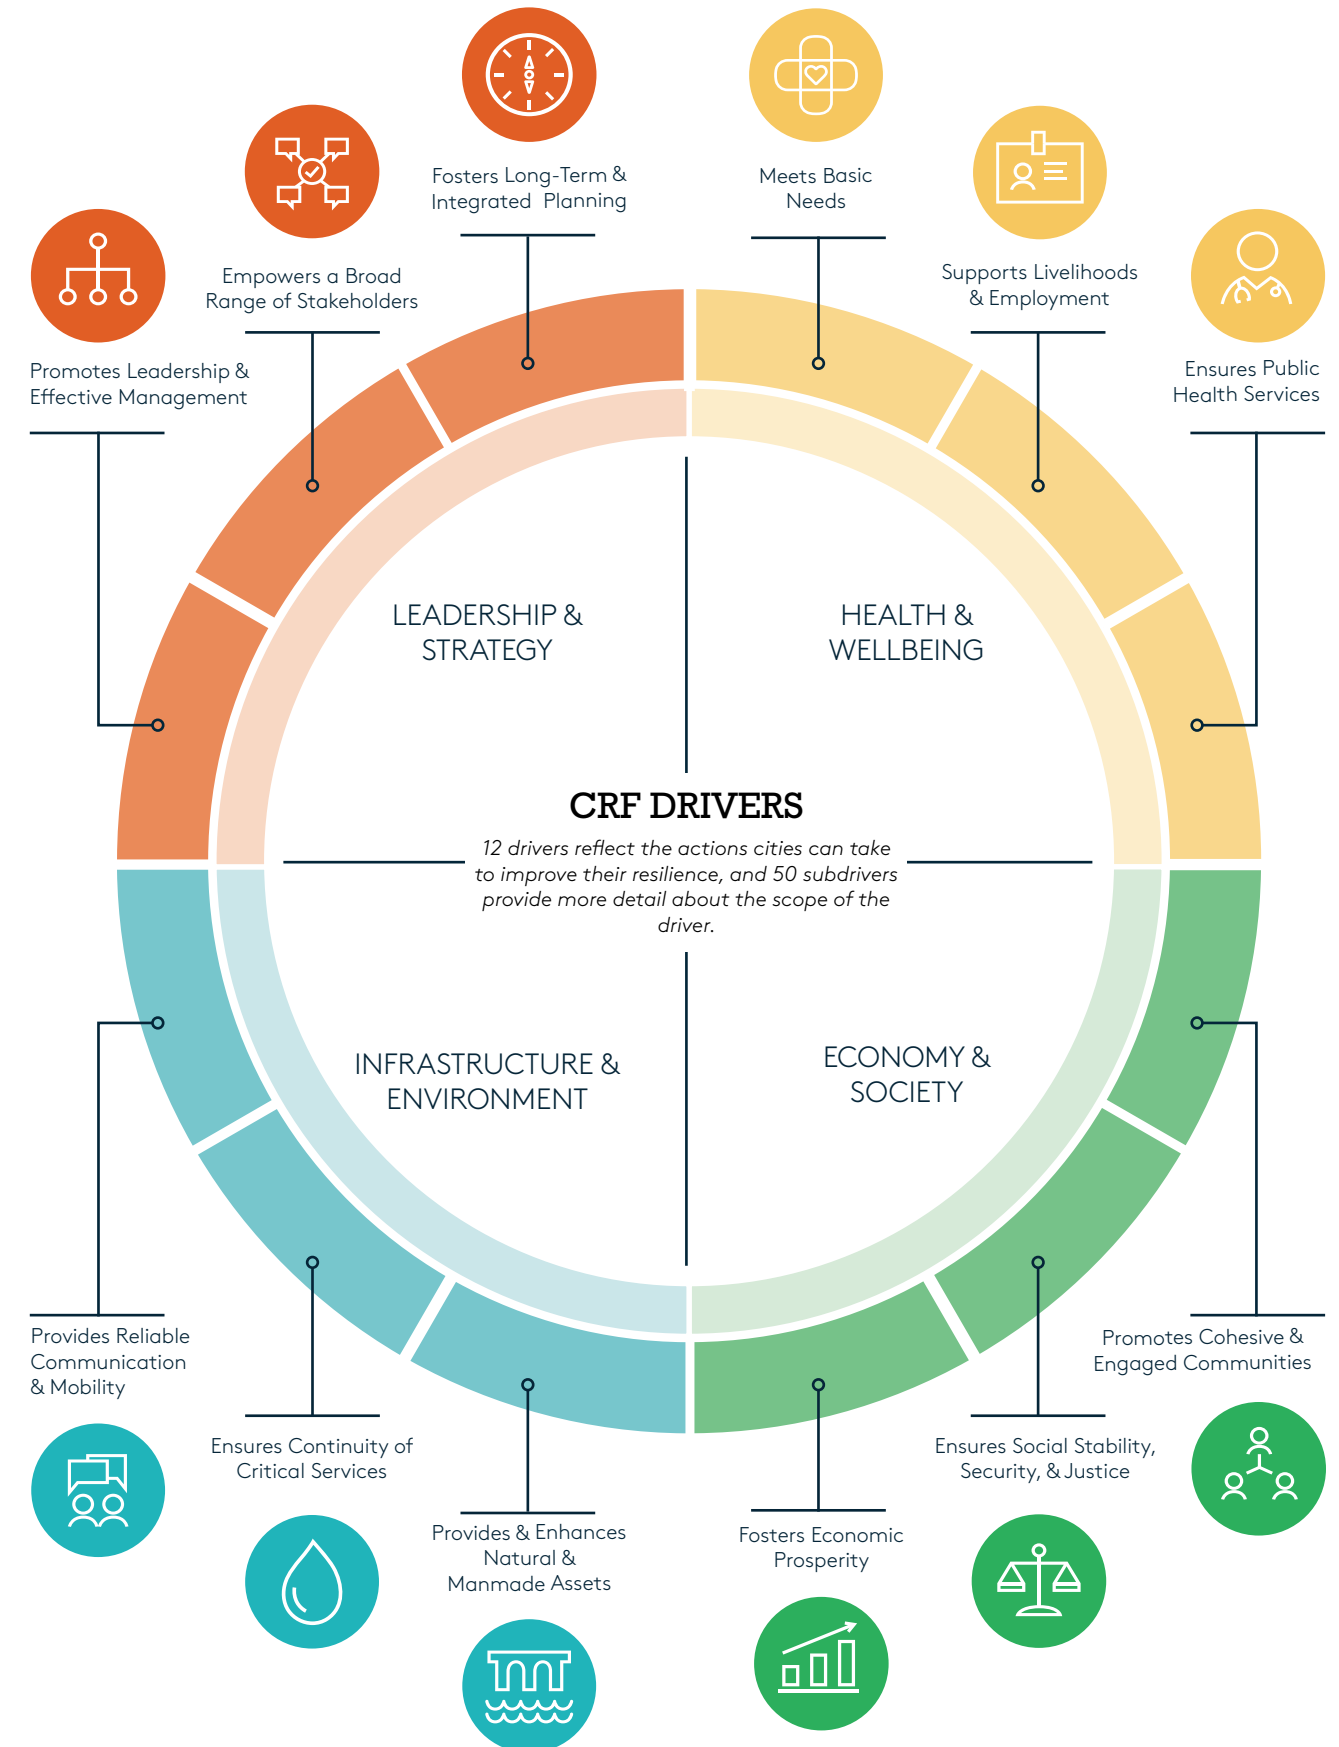 Fosters Long-Term &
Integrated Planning
Meets Basic
Needs
Empowers a Broad
Range of Stakeholders
Supports Livelihoods
& Employment
Promotes Leadership &
Effective Management
Ensures Public
Health Services
LEADERSHIP &
STRATEGY
HEALTH &
WELLBEING
CRF DRIVERS
12 drivers reflect the actions cities can take
to improve their resilience, and 50 subdrivers
provide more detail about the scope of the
driver.
INFRASTRUCTURE &
ENVIRONMENT
ECONOMY &
SOCIETY
Provides Reliable
Communication
& Mobility
Promotes Cohesive &
Engaged Communities
Ensures Continuity of
Critical Services
Ensures Social Stability,
Security, & Justice
Provides & Enhances
Natural &
Manmade Assets
Fosters Economic
Prosperity